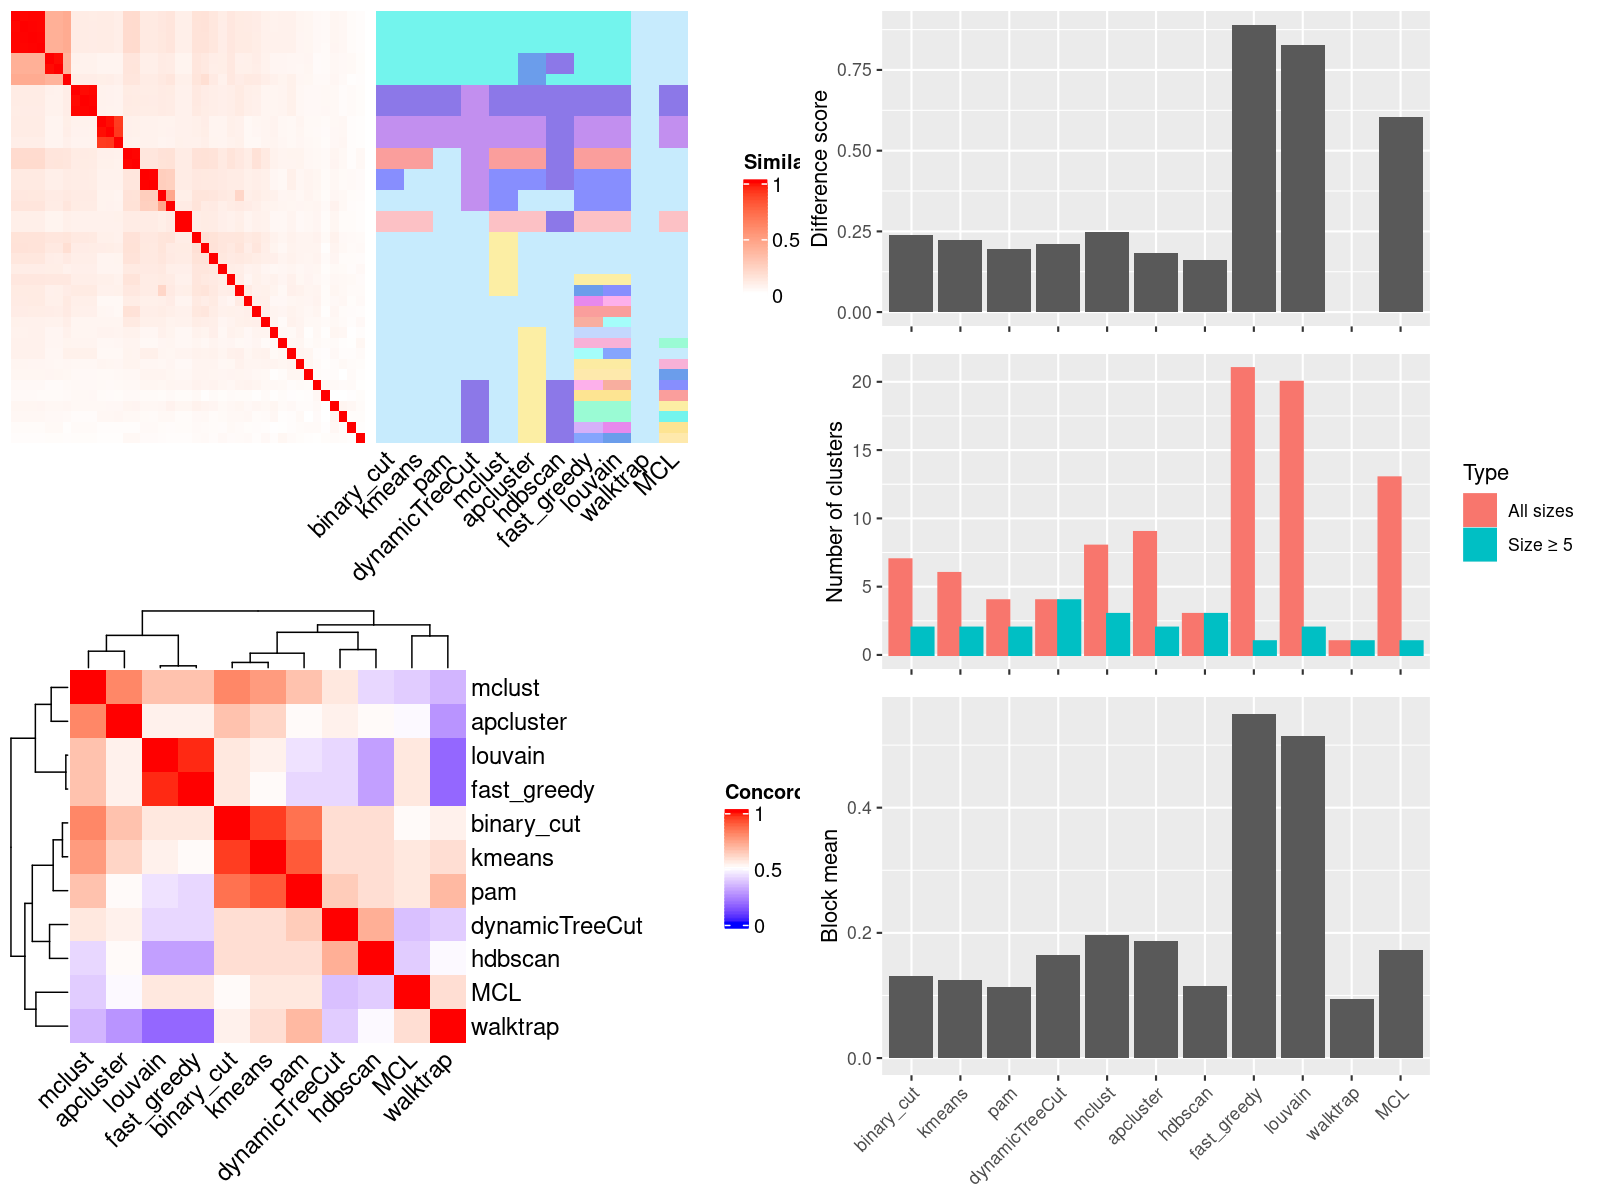 Simila
1
0.5
0
binary_cut
kmeans
pam
dynamicTreeCut
mclust
apcluster
hdbscan
fast_greedy
louvain
walktrap
MCL
mclust
apcluster
louvain
fast_greedy
binary_cut
kmeans
pam
dynamicTreeCut
hdbscan
MCL
walktrap
Concord
1
0.5
0
mclust
apcluster
louvain
fast_greedy
binary_cut
kmeans
pam
dynamicTreeCut
hdbscan
MCL
walktrap
Difference score
0.75
0.50
0.25
0.00
Number of clusters
20
15
10
5
0
Type
All sizes
Size ≥ 5
Block mean
0.4
0.2
0.0
binary_cut
kmeans
pam
dynamicTreeCut
mclust
apcluster
hdbscan
fast_greedy
louvain
walktrap
MCL